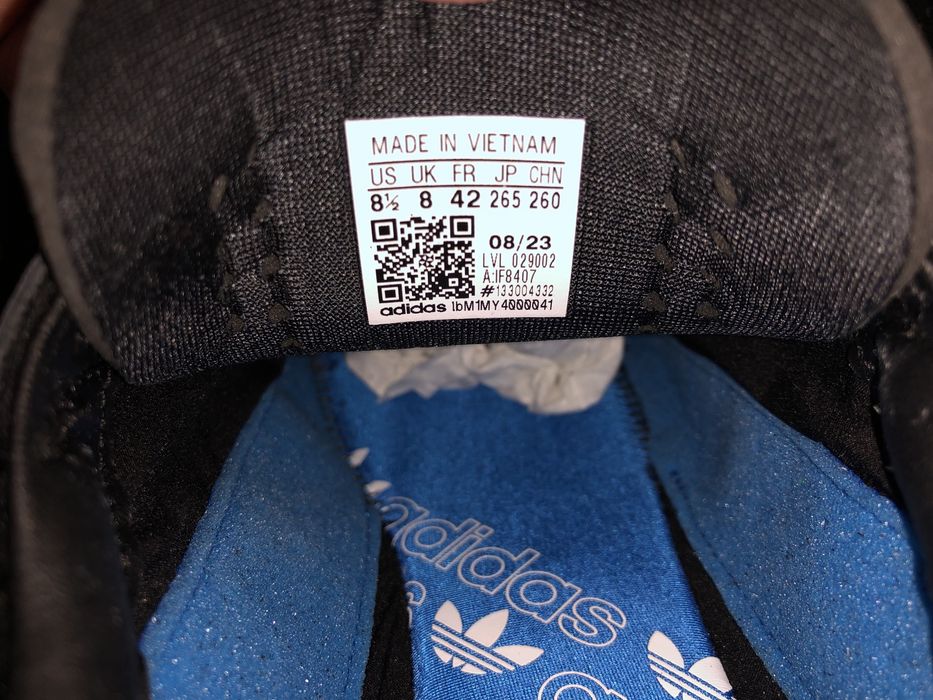 MADE IN VIETNAM
US UK FR JP CHN
8½ 8 42 265 260
08/23
LVL 029002
A:IF8407
#133004332
adidas IbM1MY4000041
adidas